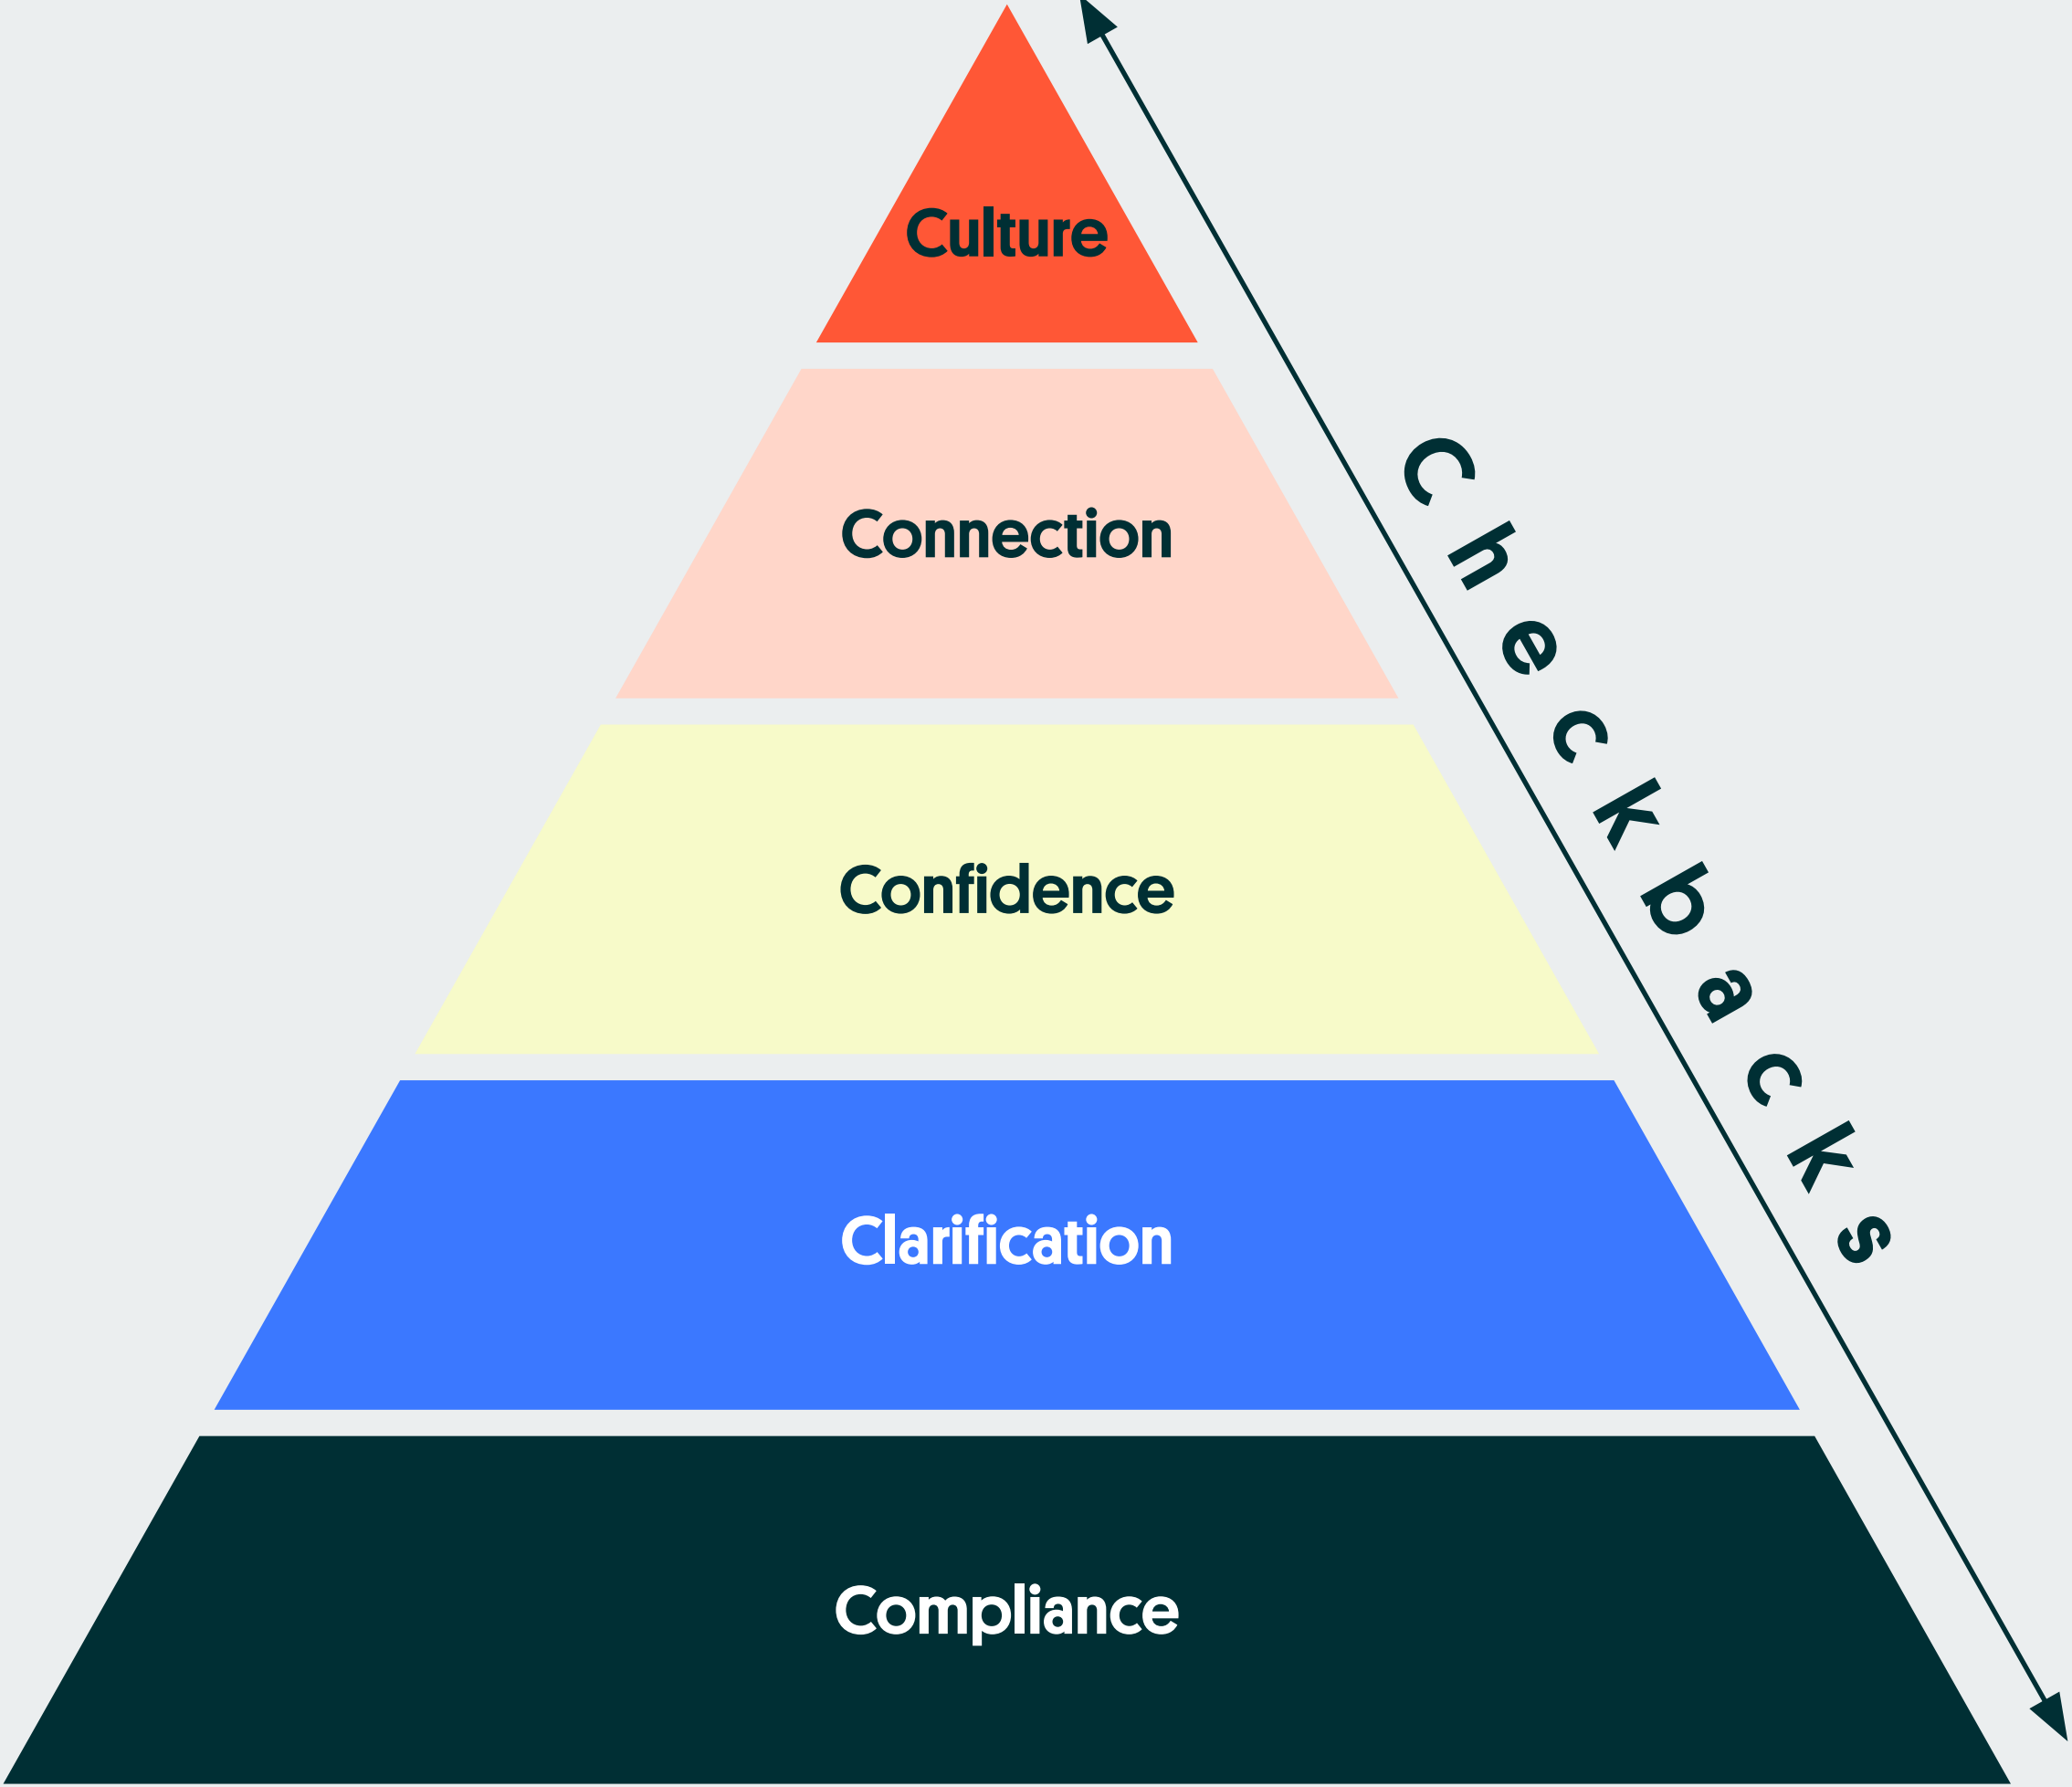 Culture
Connection
Confidence
Clarification
Compliance
Checkbacks